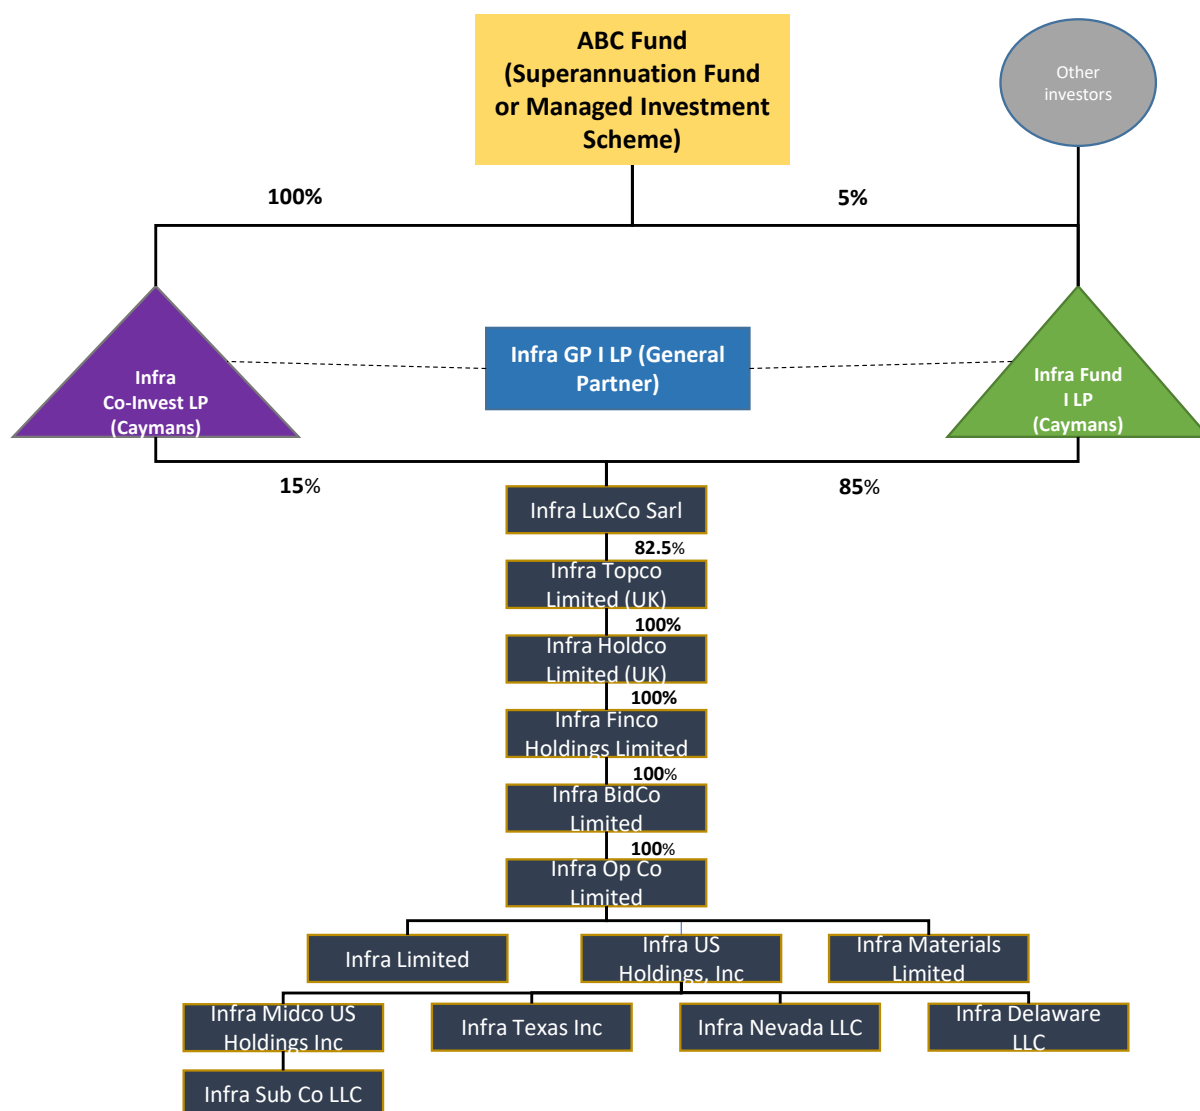 ABC Fund
(Superannuation Fund
or Managed Investment
Scheme)
Other
investors
100%
5%
Infra
Co-Invest LP
(Caymans)
Infra GP I LP (General
Partner)
Infra Fund
I LP
(Caymans)
15%
85%
Infra LuxCo Sarl
82.5%
Infra Topco
Limited (UK)
100%
Infra Holdco
Limited (UK)
100%
Infra Finco
Holdings Limited
100%
Infra BidCo
Limited
100%
Infra Op Co
Limited
Infra Limited
Infra US
Holdings, Inc
Infra Materials
Limited
Infra Midco US
Holdings Inc
Infra Texas Inc
Infra Nevada LLC
Infra Delaware
LLC
Infra Sub Co LLC